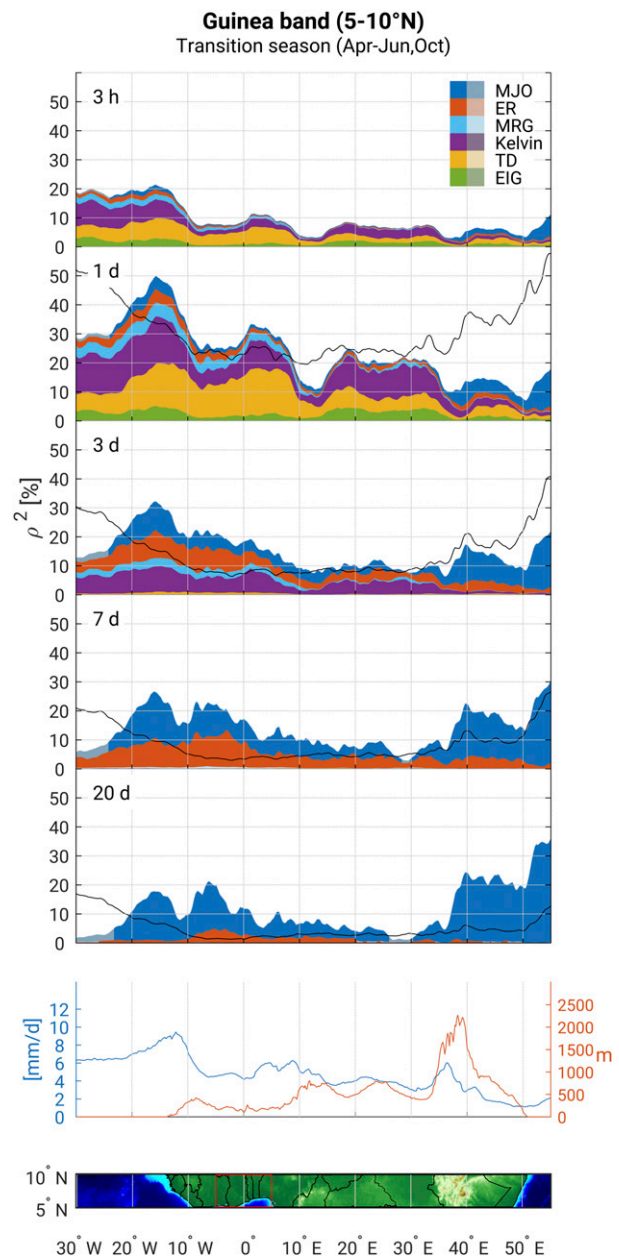 Guinea band (5-10°N)
Transition season (Apr-Jun,Oct)
3 h
MJO
ER
MRG
Kelvin
TD
EIG
50
40
30
20
10
0
1 d
50
40
30
20
10
0
3 d
50
40
30
20
10
0
ρ² [%]
7 d
50
40
30
20
10
0
20 d
50
40
30
20
10
0
12
10
8
6
4
2
0
[mm/d]
2500
2000
1500
1000
500
0
m
10° N
5° N
30° W 20° W 10° W 0° 10° E 20° E 30° E 40° E 50° E